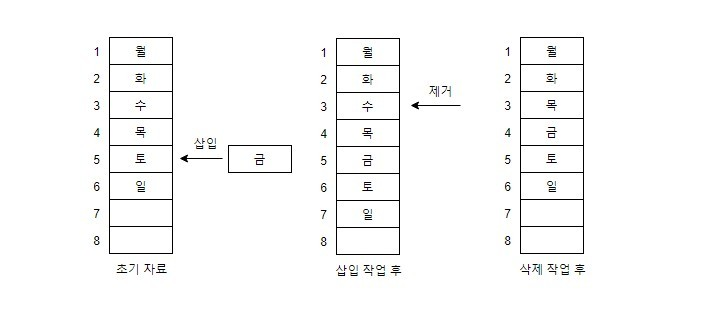 1 월
2 화
3 수
4 목
5 토
6 일
7
8
초기 자료
삽입
금
1 월
2 화
3 수
4 목
5 금
6 토
7 일
8
삽입 작업 후
제거
1 월
2 화
3 목
4 금
5 토
6 일
7
8
삭제 작업 후